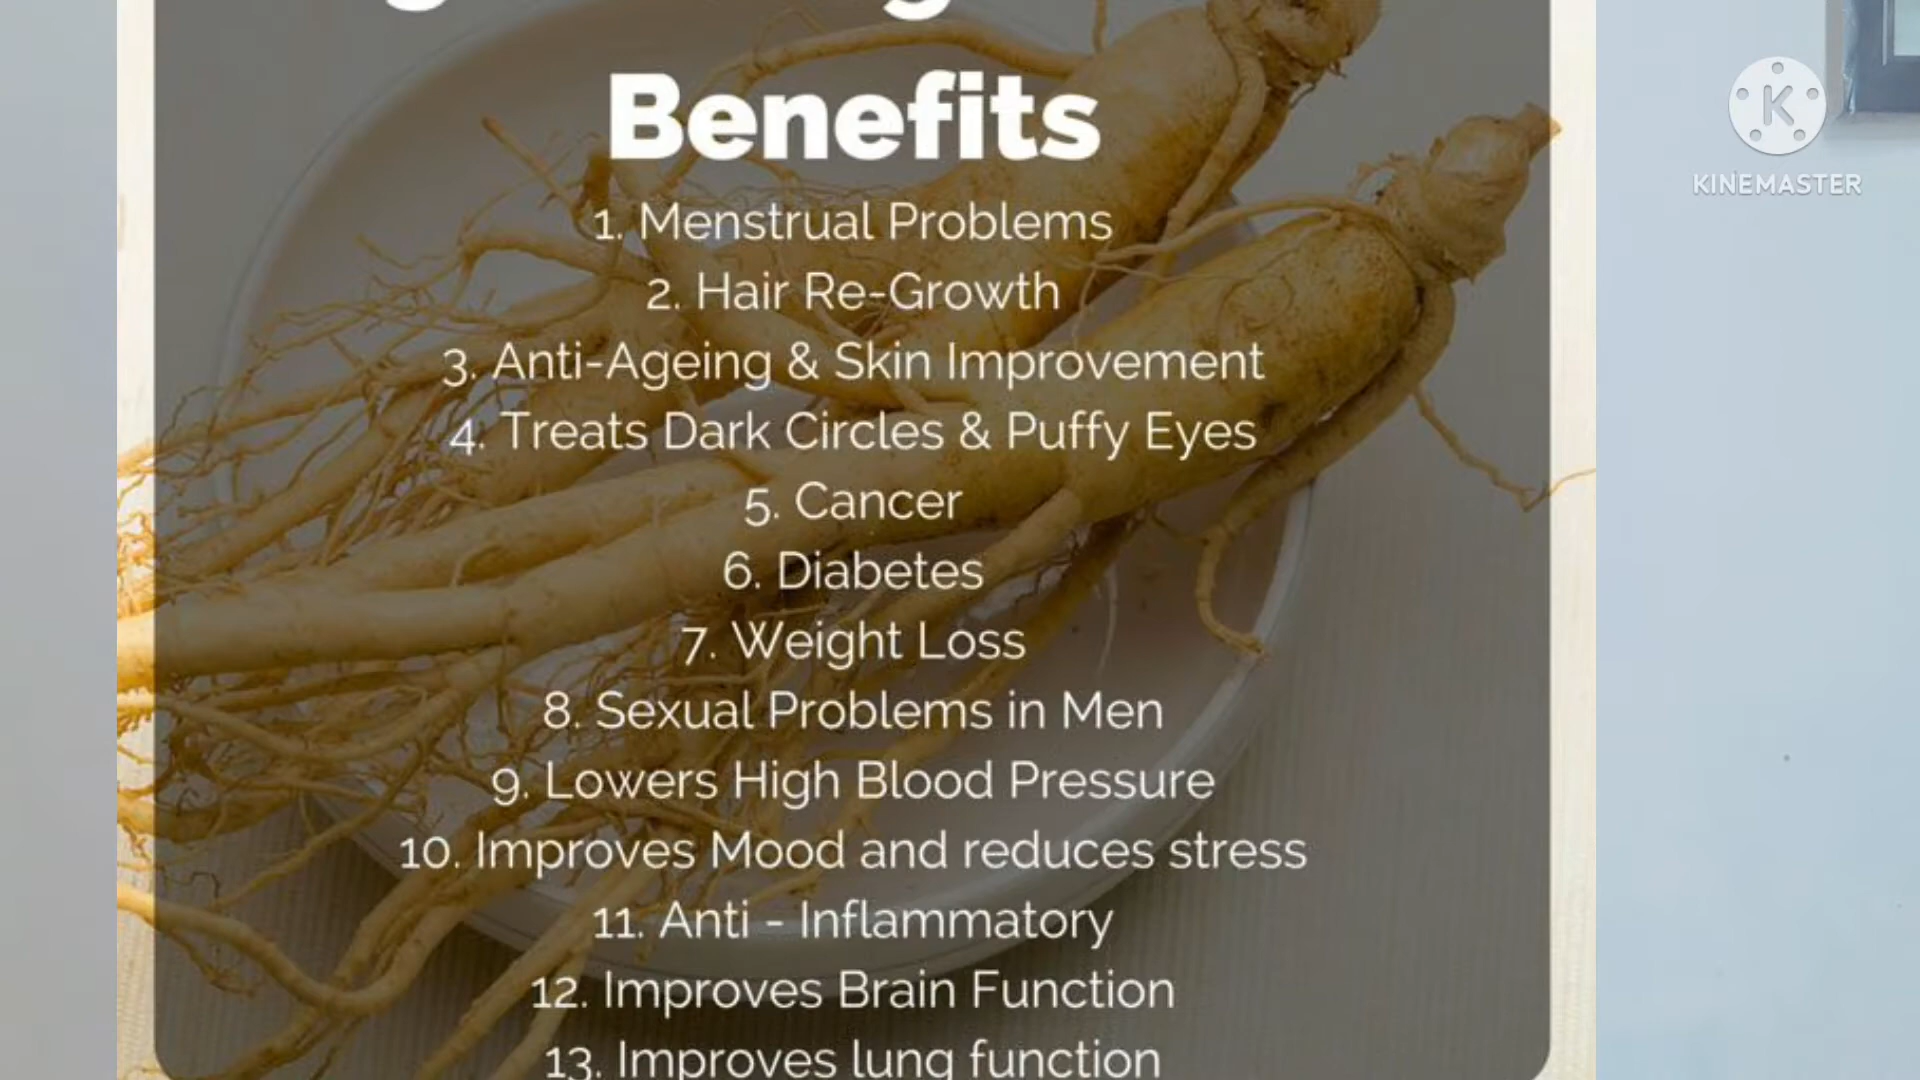 Benefits
1. Menstrual Problems
2. Hair Re-Growth
3. Anti-Ageing & Skin Improvement
4. Treats Dark Circles & Puffy Eyes
5. Cancer
6. Diabetes
7. Weight Loss
8. Sexual Problems in Men
9. Lowers High Blood Pressure
10. Improves Mood and reduces stress
11. Anti - Inflammatory
12. Improves Brain Function
13. Improves lung function
K
KINEMASTER